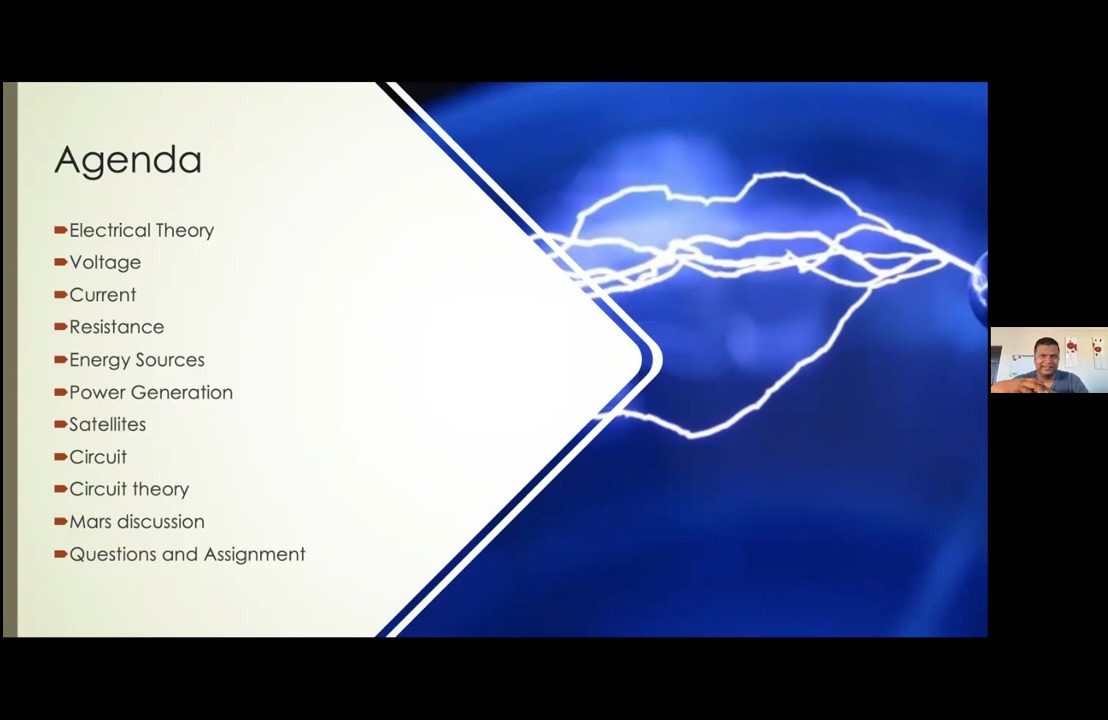 Agenda
Electrical Theory
Voltage
Current
Resistance
Energy Sources
Power Generation
Satellites
Circuit
Circuit theory
Mars discussion
Questions and Assignment